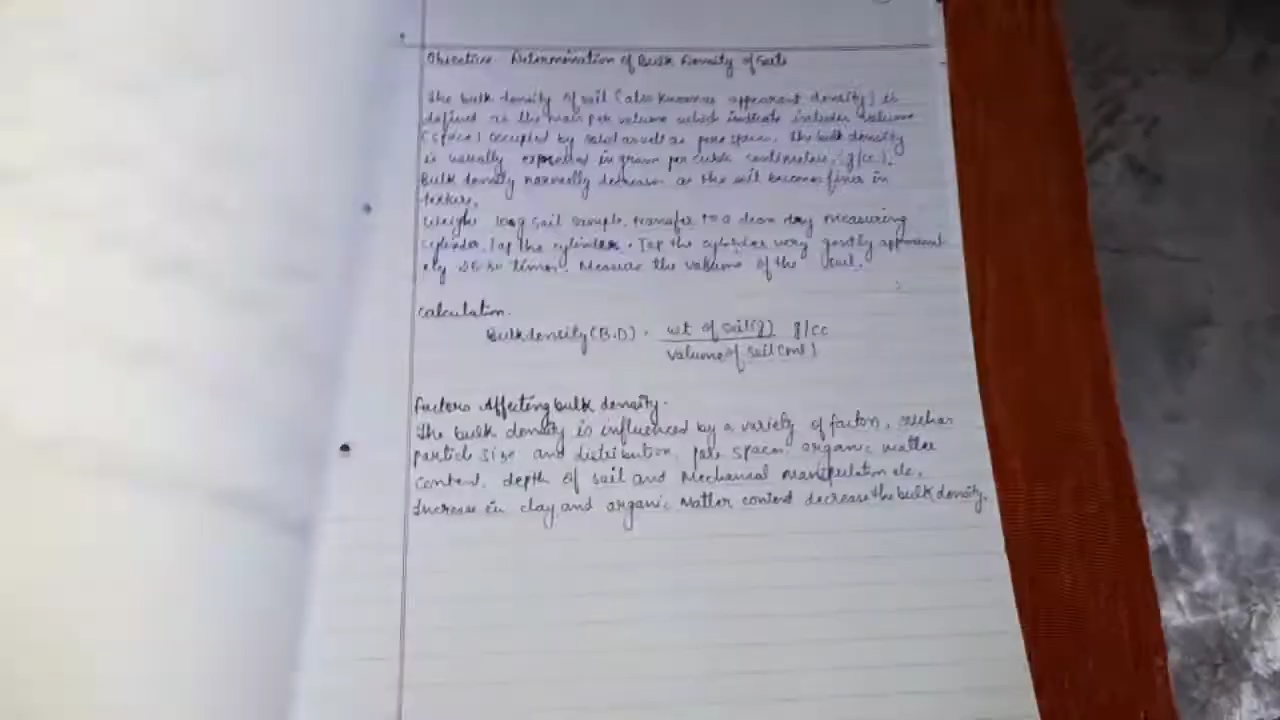 Objective Determination of Bulk Density of Soils
The bulk density of soil (also known as appearant density) is
defined as the mass per volume which indicate includes volume
(space) occupied by solid as well as pore space. The bulk density
is usually expressed in gram per cubic centimeters, (g/cc).
Bulk density normally decrease as the soil becomes finer in
texture.
Weight soil sample, transfer to a clean dry measuring
cylinder. Tap the cylinder. Tap the cylinder very gently approximat
ely times. Measure the volume of the soil.
Calculation.
Bulk density (B.D) = wt of soil(g) g/cc
volume of soil(ml)
Factors Affecting bulk density.
The bulk density is influenced by a variety of factors, such as
particle size and distribution, pore space, organic matter
content, depth of soil and Mechanical manipulation etc.
Increase in clay and organic matter content decrease the bulk density.